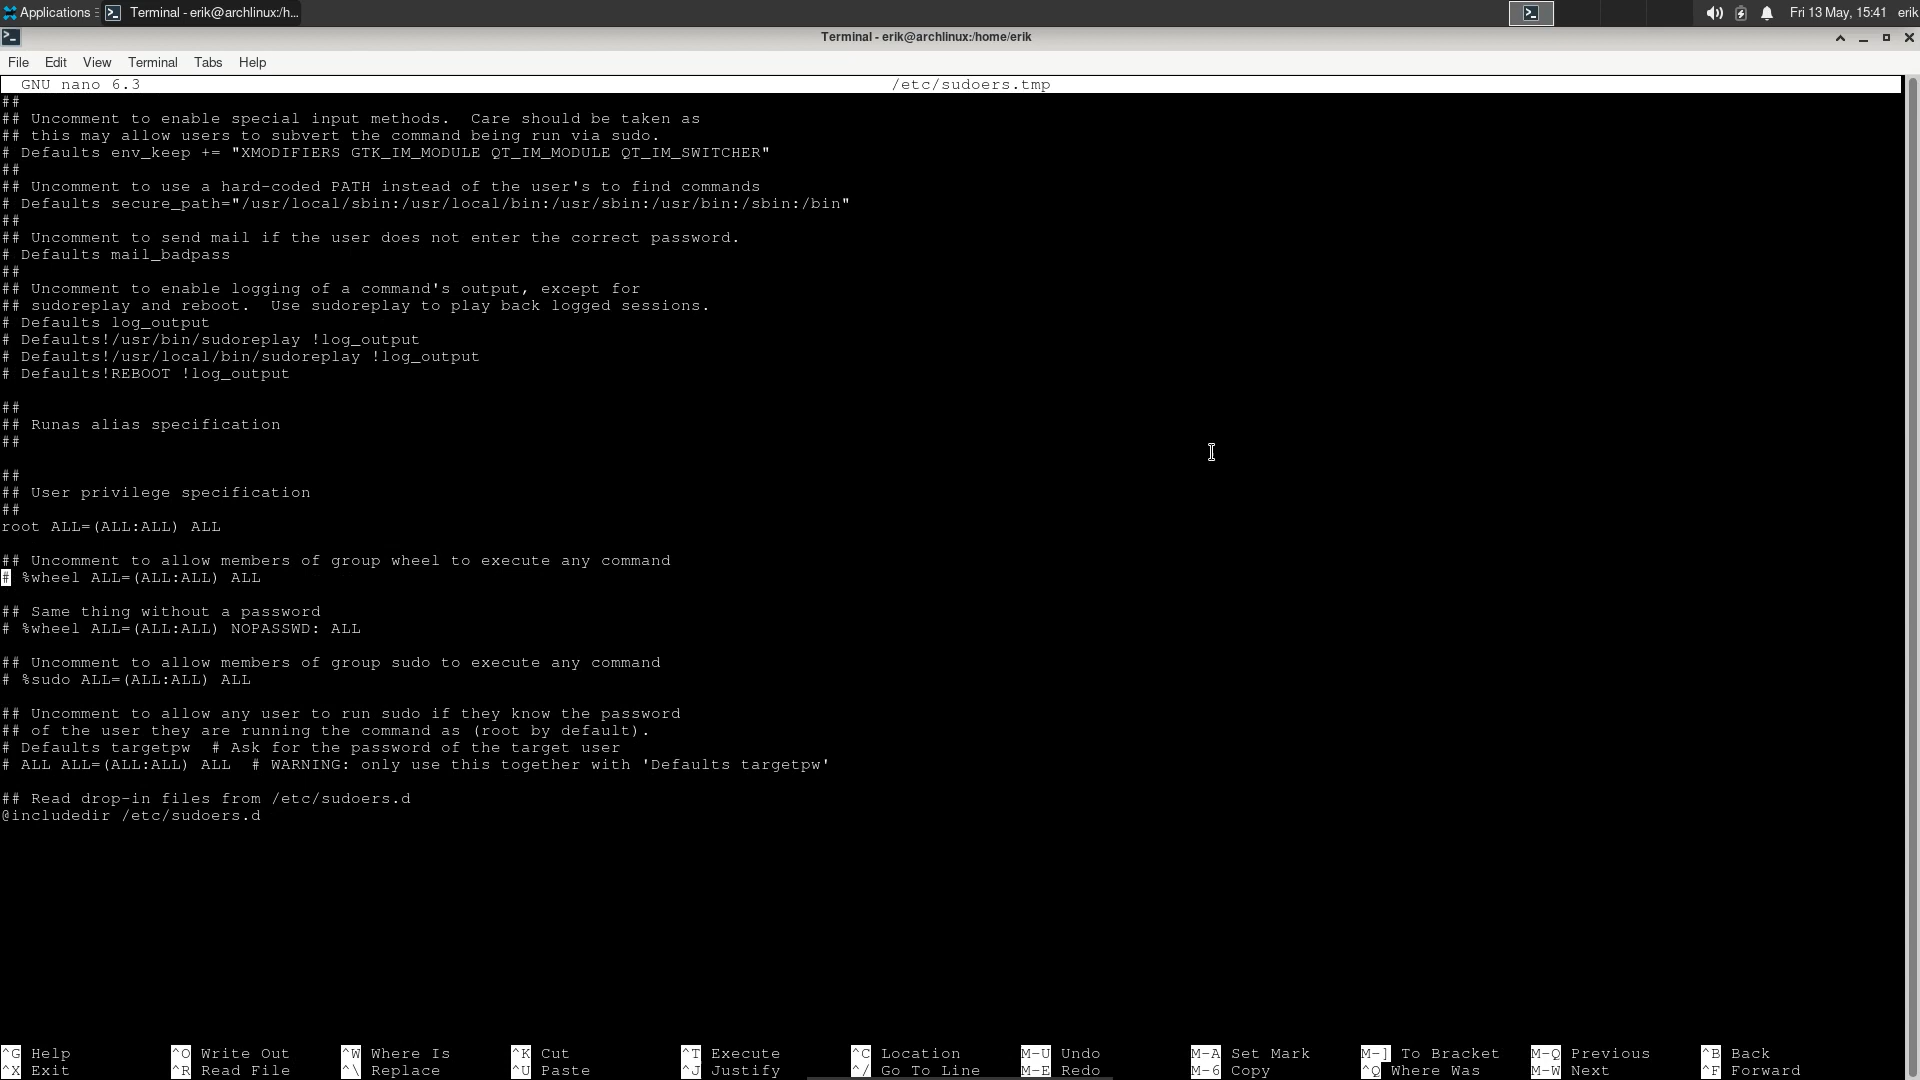 Applications Terminal - erik@archlinux:/h... Fri 13 May, 15:41 erik
Terminal - erik@archlinux:/home/erik
File Edit View Terminal Tabs Help
GNU nano 6.3 /etc/sudoers.tmp
##
## Uncomment to enable special input methods.  Care should be taken as
## this may allow users to subvert the command being run via sudo.
# Defaults env_keep += "XMODIFIERS GTK_IM_MODULE QT_IM_MODULE QT_IM_SWITCHER"
##
## Uncomment to use a hard-coded PATH instead of the user's to find commands
# Defaults secure_path="/usr/local/sbin:/usr/local/bin:/usr/sbin:/usr/bin:/sbin:/bin"
##
## Uncomment to send mail if the user does not enter the correct password.
# Defaults mail_badpass
##
## Uncomment to enable logging of a command's output, except for
## sudoreplay and reboot.  Use sudoreplay to play back logged sessions.
# Defaults log_output
# Defaults!/usr/bin/sudoreplay !log_output
# Defaults!/usr/local/bin/sudoreplay !log_output
# Defaults!REBOOT !log_output
##
## Runas alias specification
##
##
## User privilege specification
##
root ALL=(ALL:ALL) ALL
## Uncomment to allow members of group wheel to execute any command
# %wheel ALL=(ALL:ALL) ALL
## Same thing without a password
# %wheel ALL=(ALL:ALL) NOPASSWD: ALL
## Uncomment to allow members of group sudo to execute any command
# %sudo ALL=(ALL:ALL) ALL
## Uncomment to allow any user to run sudo if they know the password
## of the user they are running the command as (root by default).
# Defaults targetpw  # Ask for the password of the target user
# ALL ALL=(ALL:ALL) ALL  # WARNING: only use this together with 'Defaults targetpw'
## Read drop-in files from /etc/sudoers.d
@includedir /etc/sudoers.d
^G Help ^O Write Out ^W Where Is ^K Cut ^T Execute ^C Location M-U Undo M-A Set Mark M-] To Bracket M-Q Previous ^B Back
^X Exit ^R Read File ^\ Replace ^U Paste ^J Justify ^/ Go To Line M-E Redo M-6 Copy ^Q Where Was M-W Next ^F Forward